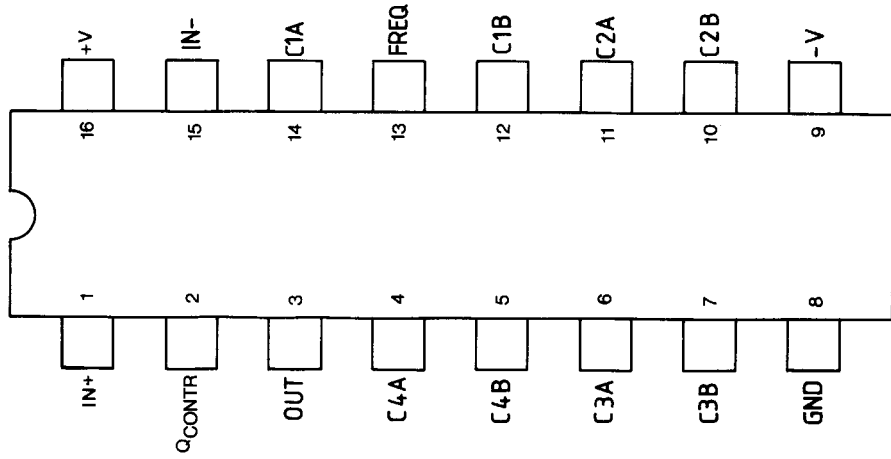 +V
IN-
C1A
FREQ
C1B
C2A
C2B
-V
16
15
14
13
12
11
10
9
1
2
3
4
5
6
7
8
IN+
QCONTR
OUT
C4A
C4B
C3A
C3B
GND